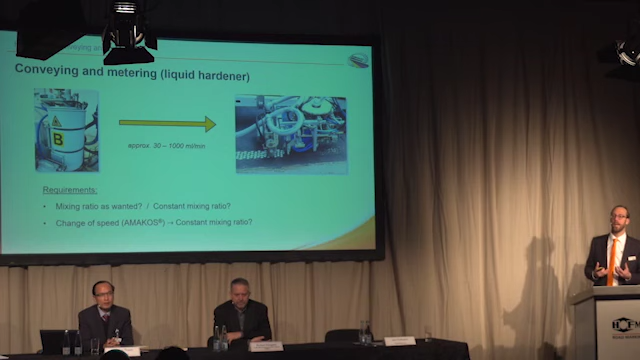 Conveying and metering (liquid hardener)
B
approx. 30 – 1000 ml/min
Requirements:
• Mixing ratio as wanted? / Constant mixing ratio?
• Change of speed (AMAKOS®) → Constant mixing ratio?